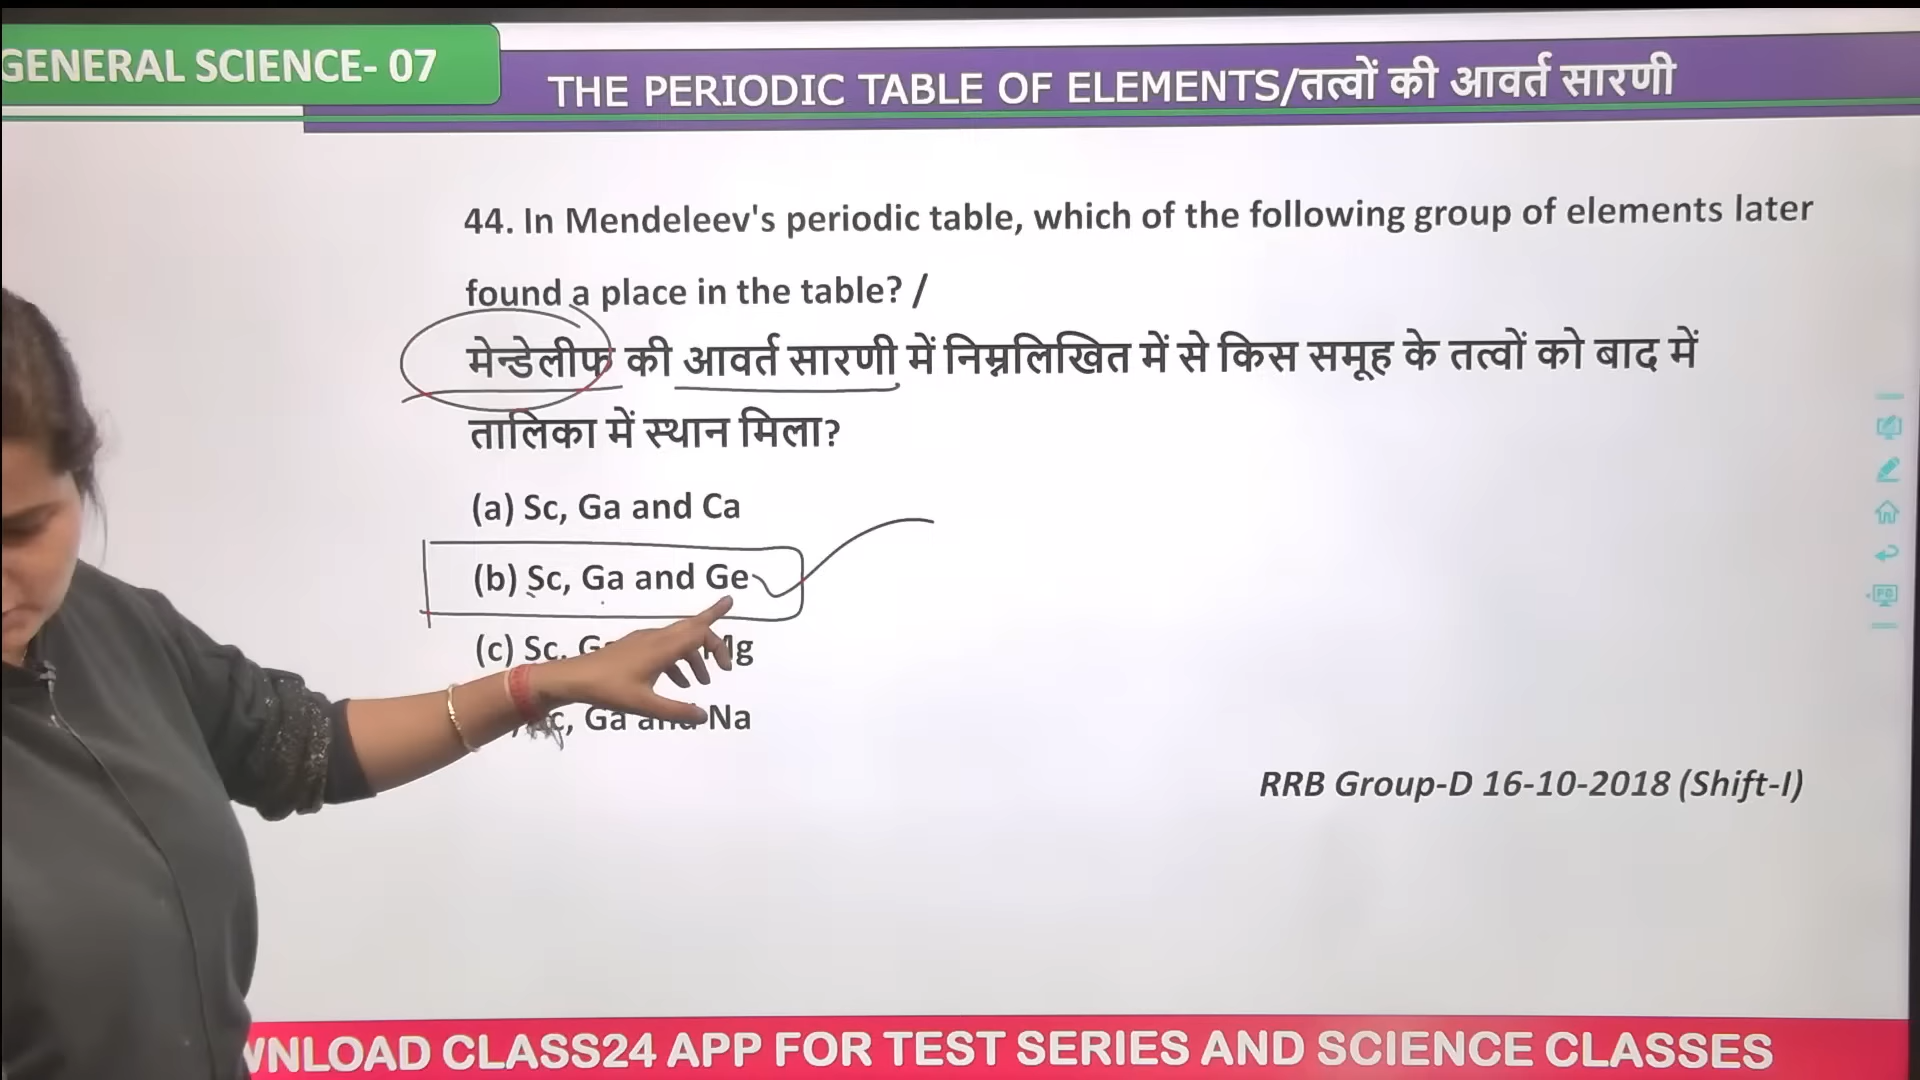 GENERAL SCIENCE- 07
THE PERIODIC TABLE OF ELEMENTS/तत्वों की आवर्त सारणी
44. In Mendeleev's periodic table, which of the following group of elements later
found a place in the table? /
मेन्डेलीफ की आवर्त सारणी में निम्नलिखित में से किस समूह के तत्वों को बाद में
तालिका में स्थान मिला?
(a) Sc, Ga and Ca
(b) Sc, Ga and Ge
(c) Sc,
Ga and Na
RRB Group-D 16-10-2018 (Shift-I)
CLASS24 APP FOR TEST SERIES AND SCIENCE CLASSES